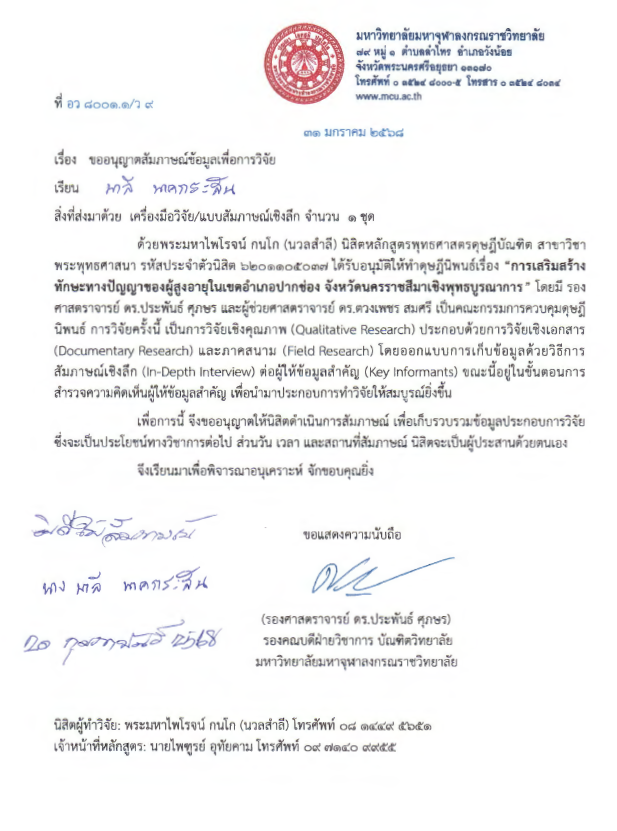 มหาวิทยาลัยมหาจุฬาลงกรณราชวิทยาลัย
๗๙ หมู่ ๑ ตำบลลำไทร อำเภอวังน้อย
จังหวัดพระนครศรีอยุธยา ๑๓๑๗๐
โทรศัพท์ ๐ ๓๕๒๔ ๘๐๐๐-๕ โทรสาร ๐ ๓๕๒๔ ๘๐๓๔
www.mcu.ac.th
ที่ อว ๘๐๐๑.๑/ว ๙
๓๑ มกราคม ๒๕๖๘
เรื่อง ขออนุญาตสัมภาษณ์ข้อมูลเพื่อการวิจัย
เรียน มาลี
สิ่งที่ส่งมาด้วย เครื่องมือวิจัย/แบบสัมภาษณ์เชิงลึก จำนวน ๑ ชุด
ด้วยพระมหาไพโรจน์ กนโก (นวลสำลี) นิสิตหลักสูตรพุทธศาสตรดุษฎีบัณฑิต สาขาวิชา
พระพุทธศาสนา รหัสประจำตัวนิสิต ๖๒๐๑๑๐๕๐๓๗ ได้รับอนุมัติให้ทำดุษฎีนิพนธ์เรื่อง “การเสริมสร้าง
ทักษะทางปัญญาของผู้สูงอายุในเขตอำเภอปากช่อง จังหวัดนครราชสีมาเชิงพุทธบูรณาการ” โดยมี รอง
ศาสตราจารย์ ดร.ประพันธ์ ศุภษร และผู้ช่วยศาสตราจารย์ ดร.ดวงเพชร สมศรี เป็นคณะกรรมการควบคุมดุษฎี
นิพนธ์ การวิจัยครั้งนี้ เป็นการวิจัยเชิงคุณภาพ (Qualitative Research) ประกอบด้วยการวิจัยเชิงเอกสาร
(Documentary Research) และภาคสนาม (Field Research) โดยออกแบบการเก็บข้อมูลด้วยวิธีการ
สัมภาษณ์เชิงลึก (In-Depth Interview) ต่อผู้ให้ข้อมูลสำคัญ (Key Informants) ขณะนี้อยู่ในขั้นตอนการ
สำรวจความคิดเห็นผู้ให้ข้อมูลสำคัญ เพื่อนำมาประกอบการทำวิจัยให้สมบูรณ์ยิ่งขึ้น
เพื่อการนี้ จึงขออนุญาตให้นิสิตดำเนินการสัมภาษณ์ เพื่อเก็บรวบรวมข้อมูลประกอบการวิจัย
ซึ่งจะเป็นประโยชน์ทางวิชาการต่อไป ส่วนวัน เวลา และสถานที่สัมภาษณ์ นิสิตจะเป็นผู้ประสานด้วยตนเอง
จึงเรียนมาเพื่อพิจารณาอนุเคราะห์ จักขอบคุณยิ่ง
ยินดีให้สัมภาษณ์
ขอแสดงความนับถือ
นาง มาลี
๒๑ กุมภาพันธ์ ๒๕๖๘
(รองศาสตราจารย์ ดร.ประพันธ์ ศุภษร)
รองคณบดีฝ่ายวิชาการ บัณฑิตวิทยาลัย
มหาวิทยาลัยมหาจุฬาลงกรณราชวิทยาลัย
นิสิตผู้ทำวิจัย: พระมหาไพโรจน์ กนโก (นวลสำลี) โทรศัพท์ ๐๘ ๑๔๔๙ ๕๖๕๑
เจ้าหน้าที่หลักสูตร: นายไพฑูรย์ อุทัยคาม โทรศัพท์ ๐๙ ๗๑๔๐ ๙๙๕๕